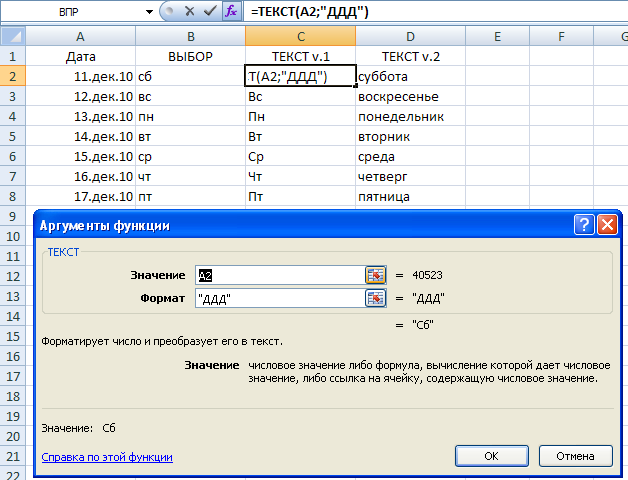 ВПР =ТЕКСТ(A2;"ДДД")
A B C D E F G
1 Дата ВЫБОР ТЕКСТ v.1 ТЕКСТ v.2
2 11.дек.10 сб Т(A2;"ДДД") суббота
3 12.дек.10 вс Вс воскресенье
4 13.дек.10 пн Пн понедельник
5 14.дек.10 вт Вт вторник
6 15.дек.10 ср Ср среда
7 16.дек.10 чт Чт четверг
8 17.дек.10 пт Пт пятница
9
10 Аргументы функции
11 ТЕКСТ
12 Значение A2 = 40523
13 Формат "ДДД" = "ДДД"
14 = "Сб"
15 Форматирует число и преобразует его в текст.
16 Значение числовое значение либо формула, вычисление которой дает числовое
17 значение, либо ссылка на ячейку, содержащую числовое значение.
18
19
20 Значение: Сб
21 Справка по этой функции ОК Отмена
22